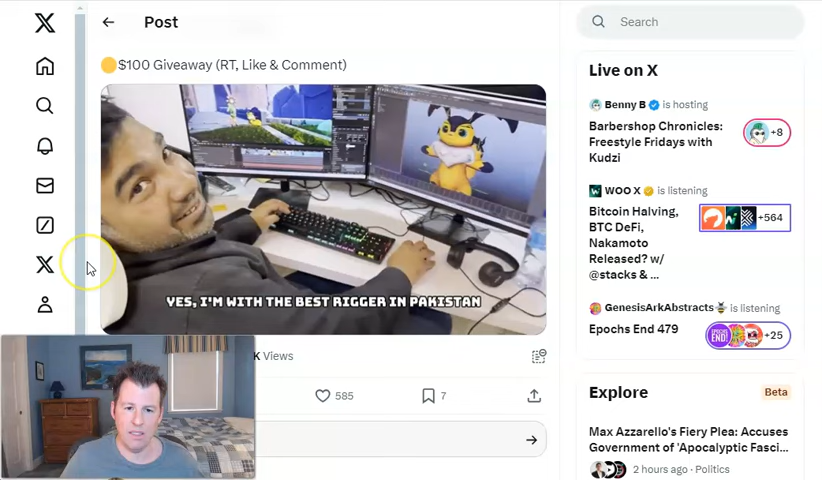 Post
Search
$100 Giveaway (RT, Like & Comment)
YES, I'M WITH THE BEST RIGGER IN PAKISTAN
K Views
585
7
Live on X
Benny B is hosting
Barbershop Chronicles:
Freestyle Fridays with
Kudzi
+8
WOO X is listening
Bitcoin Halving,
BTC DeFi,
Nakamoto
Released? w/
@stacks & ...
+564
GenesisArkAbstracts is listening
Epochs End 479
EPOCHS
END!
+25
Explore
Beta
Max Azzarello's Fiery Plea: Accuses
Government of 'Apocalyptic Fasci...
2 hours ago · Politics